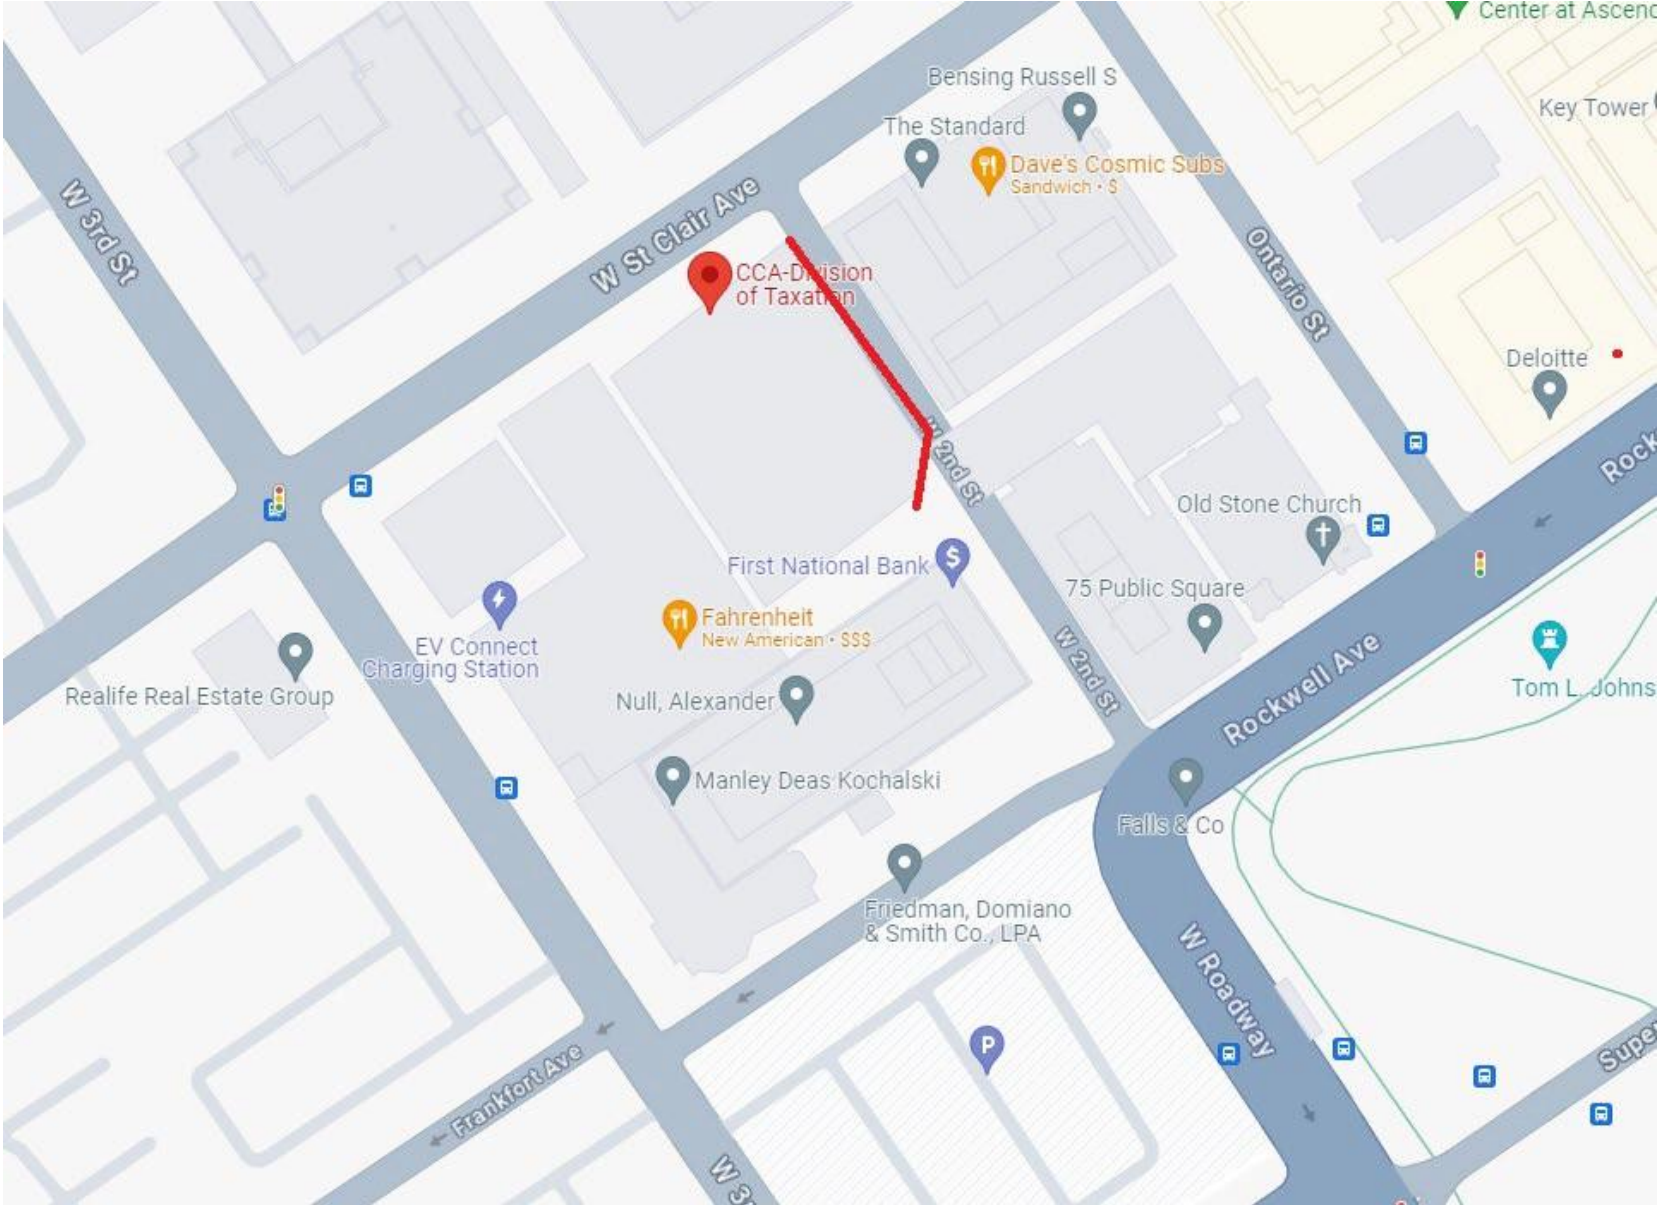 Center at Ascenc
Bensing Russell S
Key Tower
The Standard
Dave's Cosmic Subs
Sandwich • $
W 3rd St
W St Clair Ave
Ontario St
CCA-Division
of Taxation
Deloitte
W 2nd St
Rock
Old Stone Church
First National Bank
$
75 Public Square
Fahrenheit
New American • $$$
EV Connect
Charging Station
W 2nd St
Rockwell Ave
Realife Real Estate Group
Null, Alexander
Tom L. Johns
Manley Deas Kochalski
Falls & Co
Friedman, Domiano
& Smith Co., LPA
W Roadway
P
Supe
Frankfort Ave
W 3